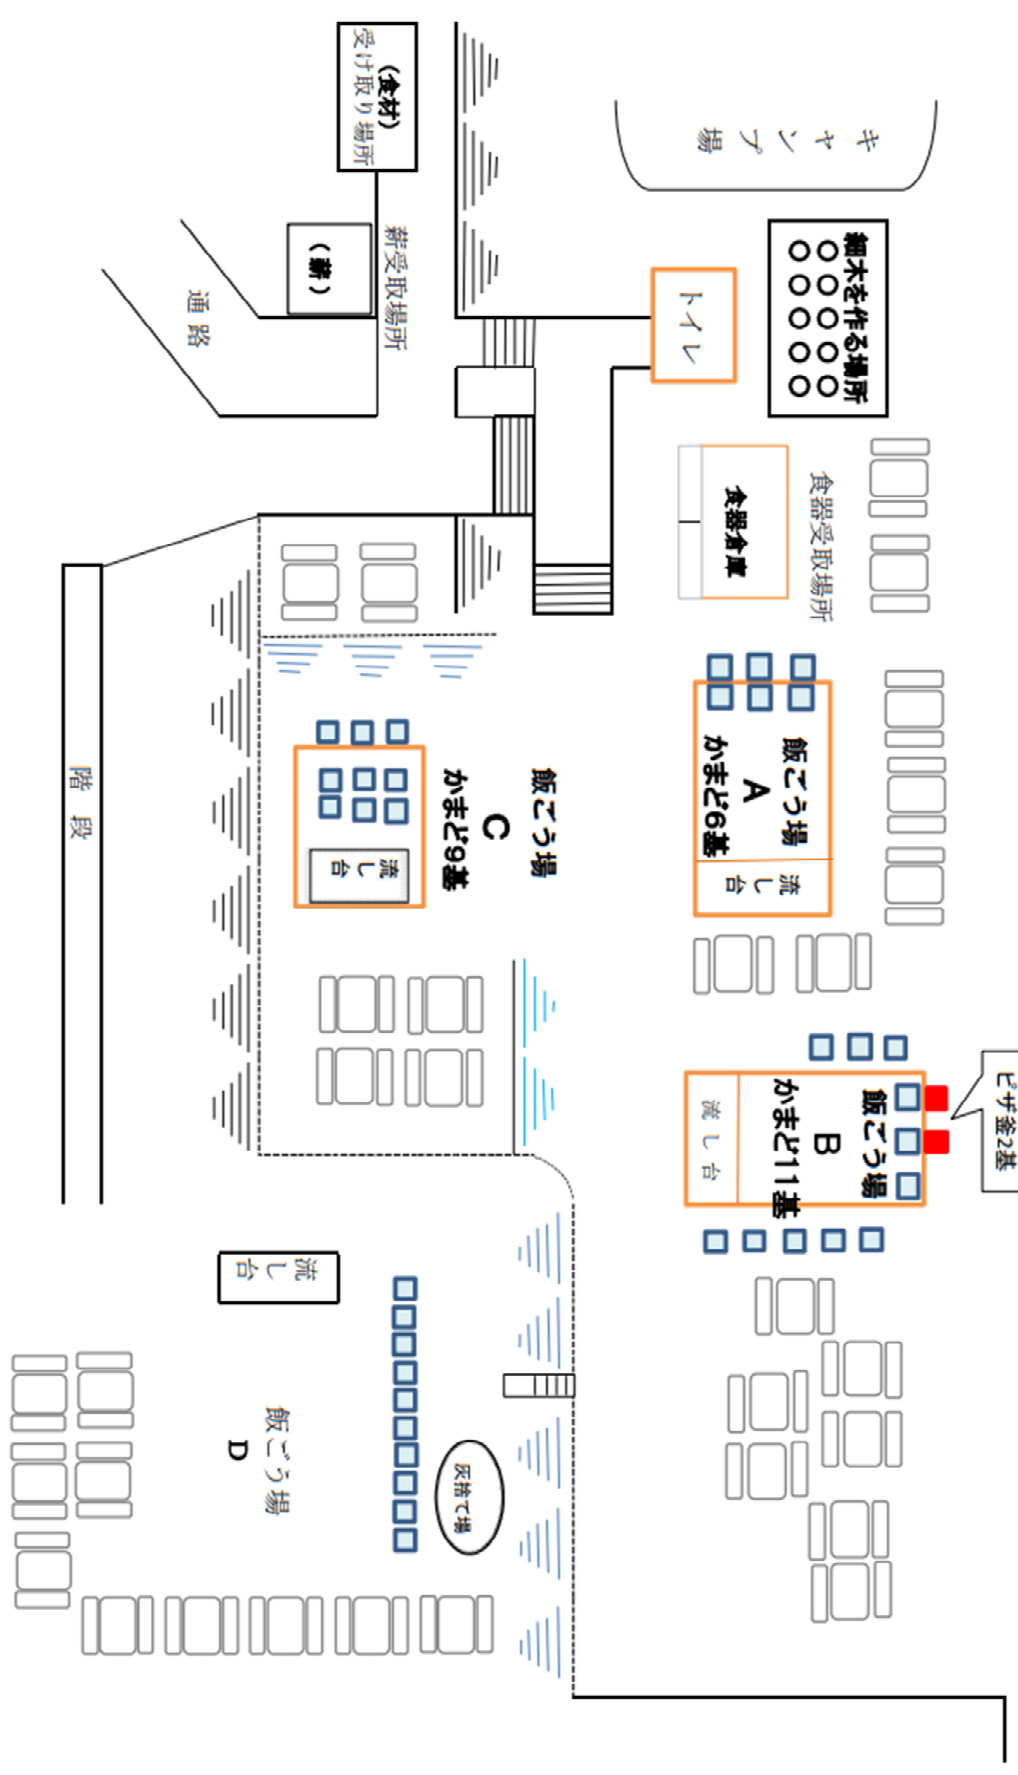 キャンプ場
細木を作る場所
トイレ
食器受取場所
食器倉庫
飯ごう場
A
かまど6基
流し台
ピザ釜2基
飯ごう場
B
かまど11基
流し台
(食材)
受け取り場所
薪受取場所
(薪)
通路
飯ごう場
C
かまど9基
流し台
階段
流し台
灰捨て場
飯ごう場
D